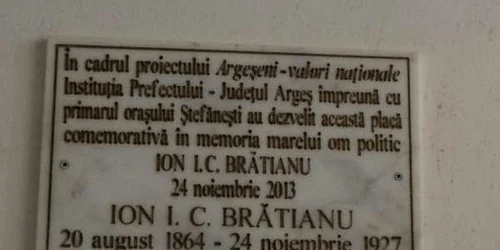 În cadrul proiectului Argeşeni-valori naţionale
Instituţia Prefectului - Judeţul Argeş împreună cu
primarul oraşului Ştefăneşti au dezvelit această placă
comemorativă în memoria marelui om politic
ION I.C. BRĂTIANU
24 noiembrie 2013
ION I. C. BRĂTIANU
20 august 1864 - 24 noiembrie 1927